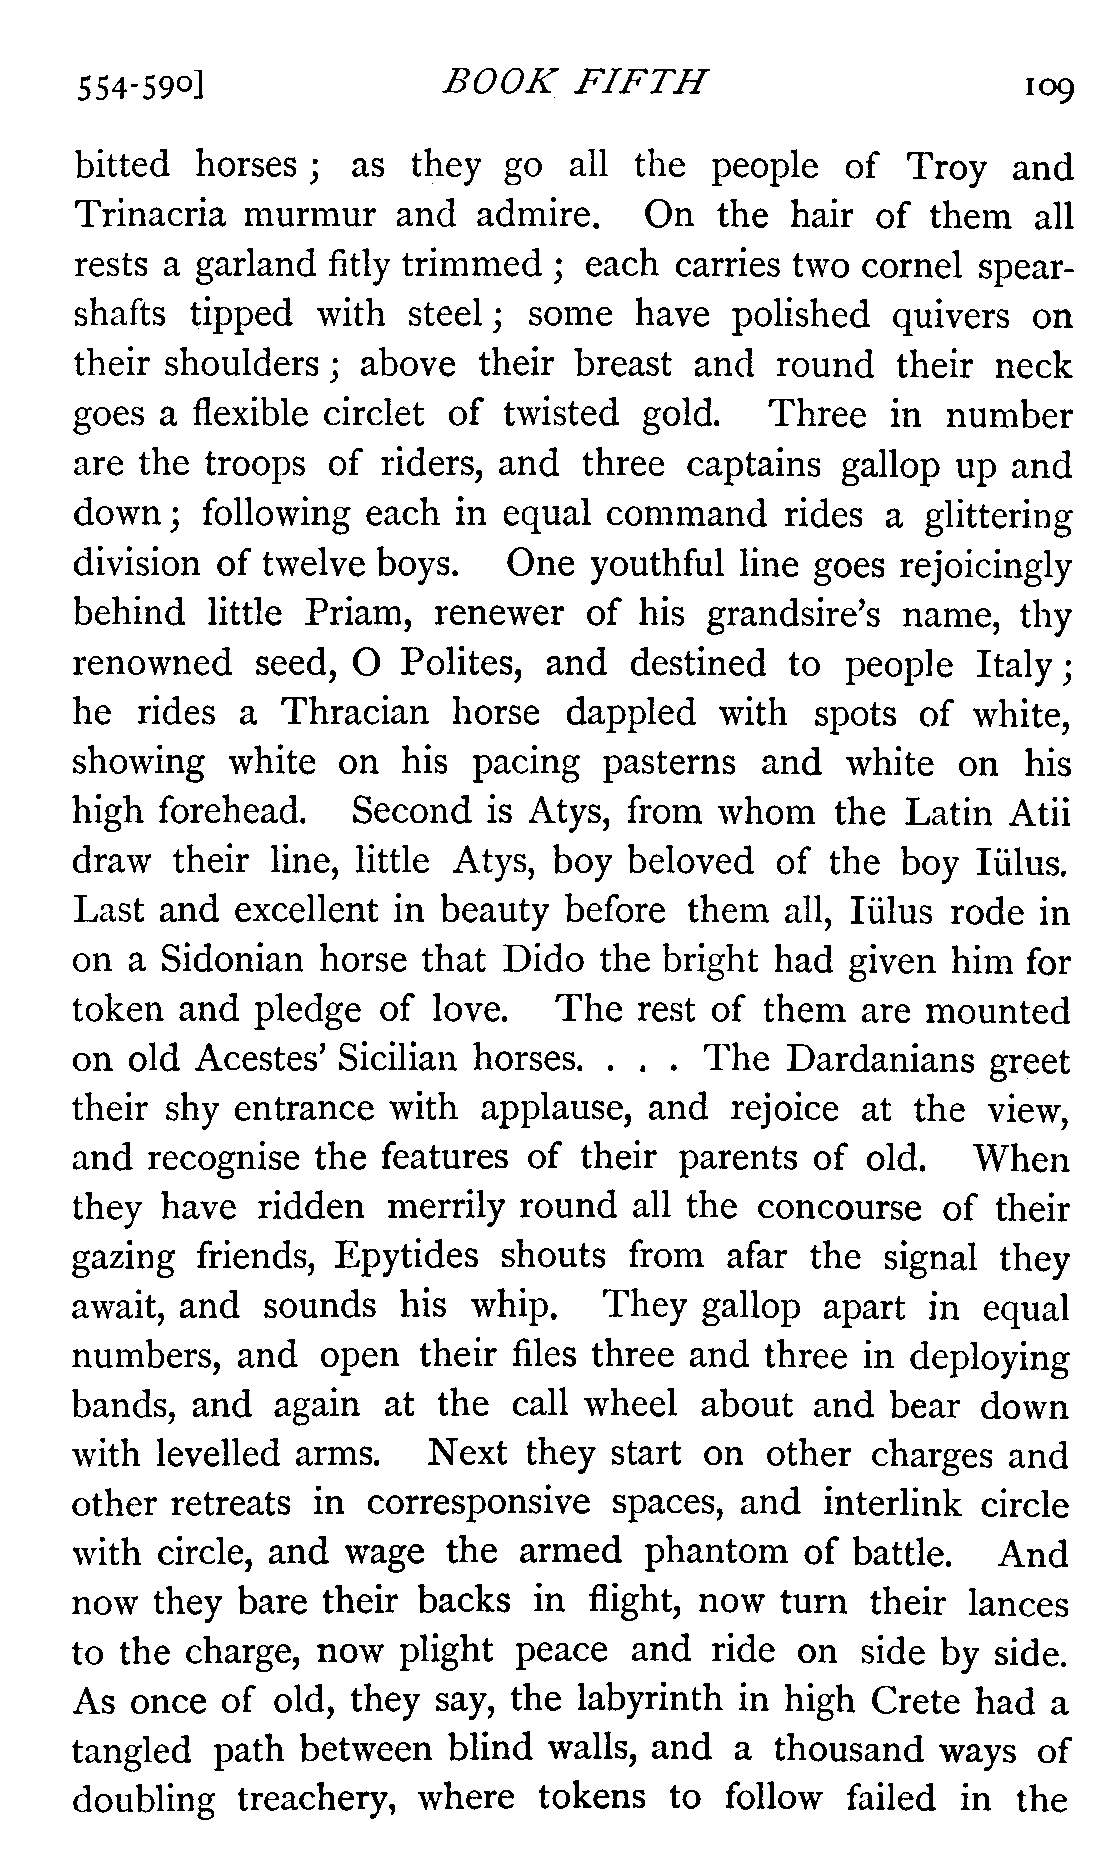 554-590] BOOK FIFTH 109
bitted horses ; as they go all the people of Troy and
Trinacria murmur and admire. On the hair of them all
rests a garland fitly trimmed ; each carries two cornel spear-
shafts tipped with steel ; some have polished quivers on
their shoulders ; above their breast and round their neck
goes a flexible circlet of twisted gold. Three in number
are the troops of riders, and three captains gallop up and
down ; following each in equal command rides a glittering
division of twelve boys. One youthful line goes rejoicingly
behind little Priam, renewer of his grandsire's name, thy
renowned seed, O Polites, and destined to people Italy ;
he rides a Thracian horse dappled with spots of white,
showing white on his pacing pasterns and white on his
high forehead. Second is Atys, from whom the Latin Atii
draw their line, little Atys, boy beloved of the boy Iülus.
Last and excellent in beauty before them all, Iülus rode in
on a Sidonian horse that Dido the bright had given him for
token and pledge of love. The rest of them are mounted
on old Acestes' Sicilian horses. . . . The Dardanians greet
their shy entrance with applause, and rejoice at the view,
and recognise the features of their parents of old. When
they have ridden merrily round all the concourse of their
gazing friends, Epytides shouts from afar the signal they
await, and sounds his whip. They gallop apart in equal
numbers, and open their files three and three in deploying
bands, and again at the call wheel about and bear down
with levelled arms. Next they start on other charges and
other retreats in corresponsive spaces, and interlink circle
with circle, and wage the armed phantom of battle. And
now they bare their backs in flight, now turn their lances
to the charge, now plight peace and ride on side by side.
As once of old, they say, the labyrinth in high Crete had a
tangled path between blind walls, and a thousand ways of
doubling treachery, where tokens to follow failed in the